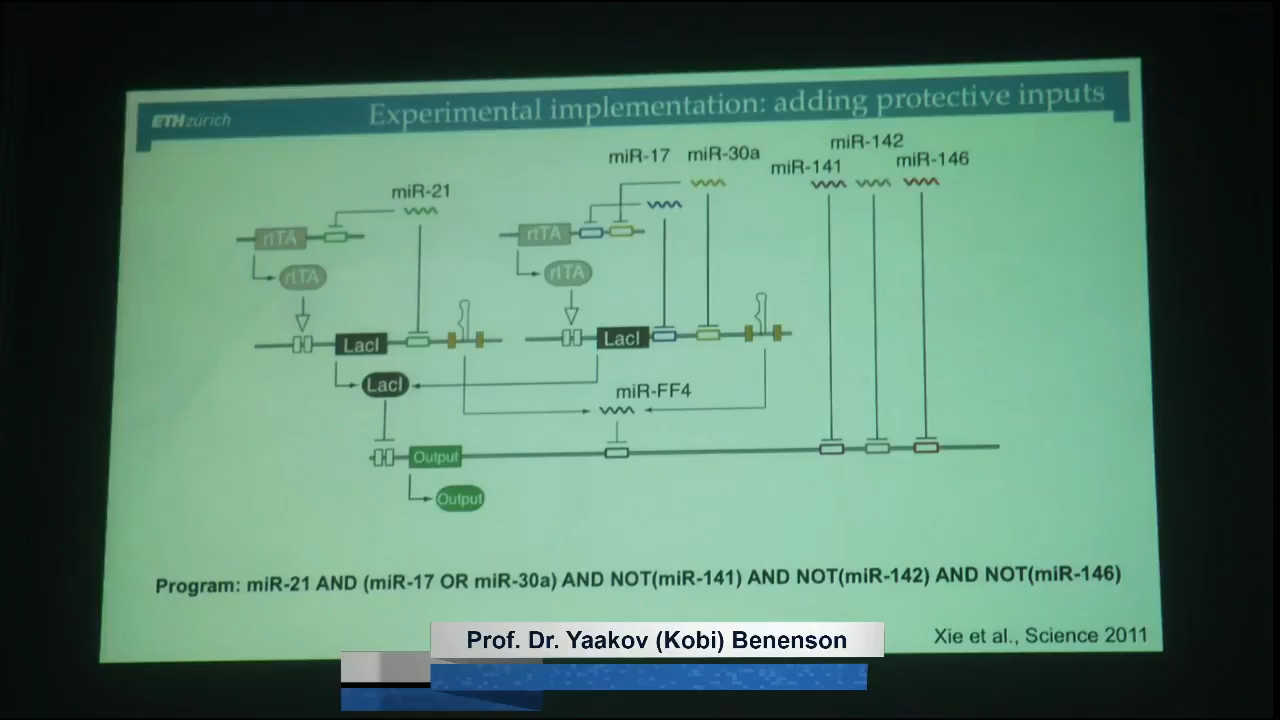 ETHzürich
Experimental implementation: adding protective inputs
miR-21
miR-17
miR-30a
miR-141
miR-142
miR-146
rtTA
rtTA
rtTA
rtTA
LacI
LacI
LacI
miR-FF4
Output
Output
Program: miR-21 AND (miR-17 OR miR-30a) AND NOT(miR-141) AND NOT(miR-142) AND NOT(miR-146)
Prof. Dr. Yaakov (Kobi) Benenson
Xie et al., Science 2011